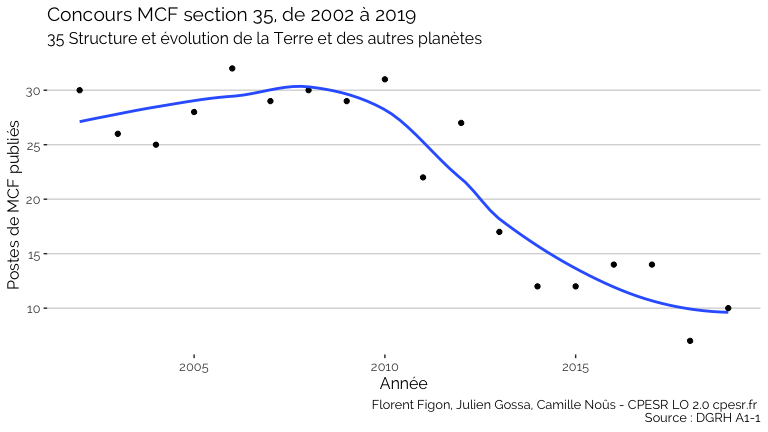 Concours MCF section 35, de 2002 à 2019
35 Structure et évolution de la Terre et des autres planètes
Postes de MCF publiés
30
25
20
15
10
2005
2010
2015
Année
Florent Figon, Julien Gossa, Camille Noûs - CPESR LO 2.0 cpesr.fr
Source : DGRH A1-1